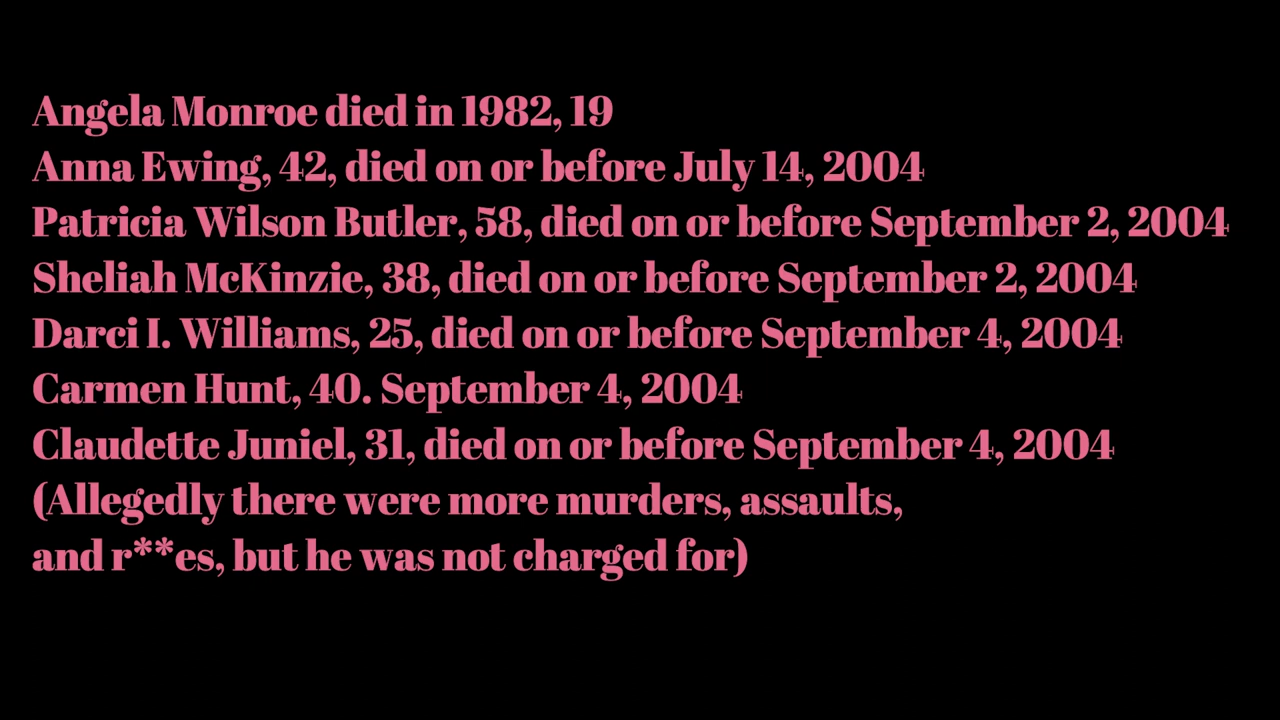 Angela Monroe died in 1982, 19
Anna Ewing, 42, died on or before July 14, 2004
Patricia Wilson Butler, 58, died on or before September 2, 2004
Sheliah McKinzie, 38, died on or before September 2, 2004
Darci I. Williams, 25, died on or before September 4, 2004
Carmen Hunt, 40. September 4, 2004
Claudette Juniel, 31, died on or before September 4, 2004
(Allegedly there were more murders, assaults,
and r**es, but he was not charged for)